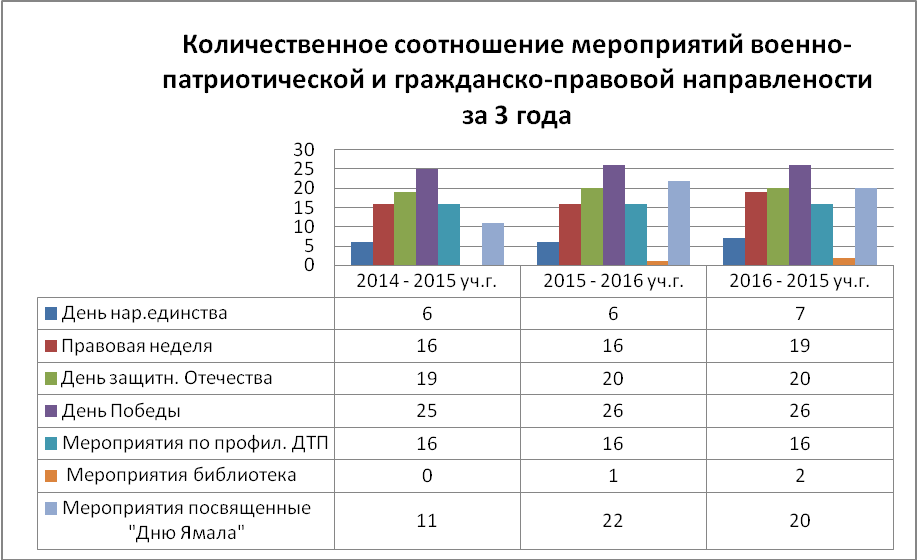 Количественное соотношение мероприятий военно-
патриотической и гражданско-правовой направлености
за 3 года
30
25
20
15
10
5
0
2014 - 2015 уч.г. 2015 - 2016 уч.г. 2016 - 2015 уч.г.
День нар.единства 6 6 7
Правовая неделя 16 16 19
День защитн. Отечества 19 20 20
День Победы 25 26 26
Мероприятия по профил. ДТП 16 16 16
Мероприятия библиотека 0 1 2
Мероприятия посвященные
"Дню Ямала" 11 22 20